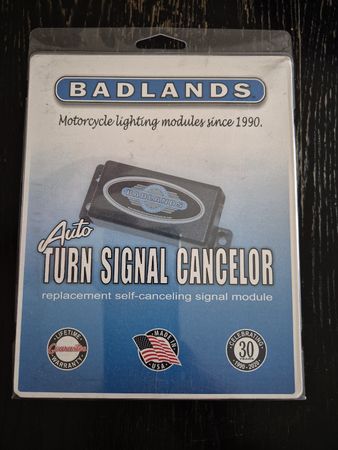 BADLANDS
Motorcycle lighting modules since 1990.
BADLANDS
Auto
TURN SIGNAL CANCELOR
replacement self-canceling signal module
LIFETIME
Guarantee
WARRANTY
MADE IN
USA
CELEBRATING
30
Years